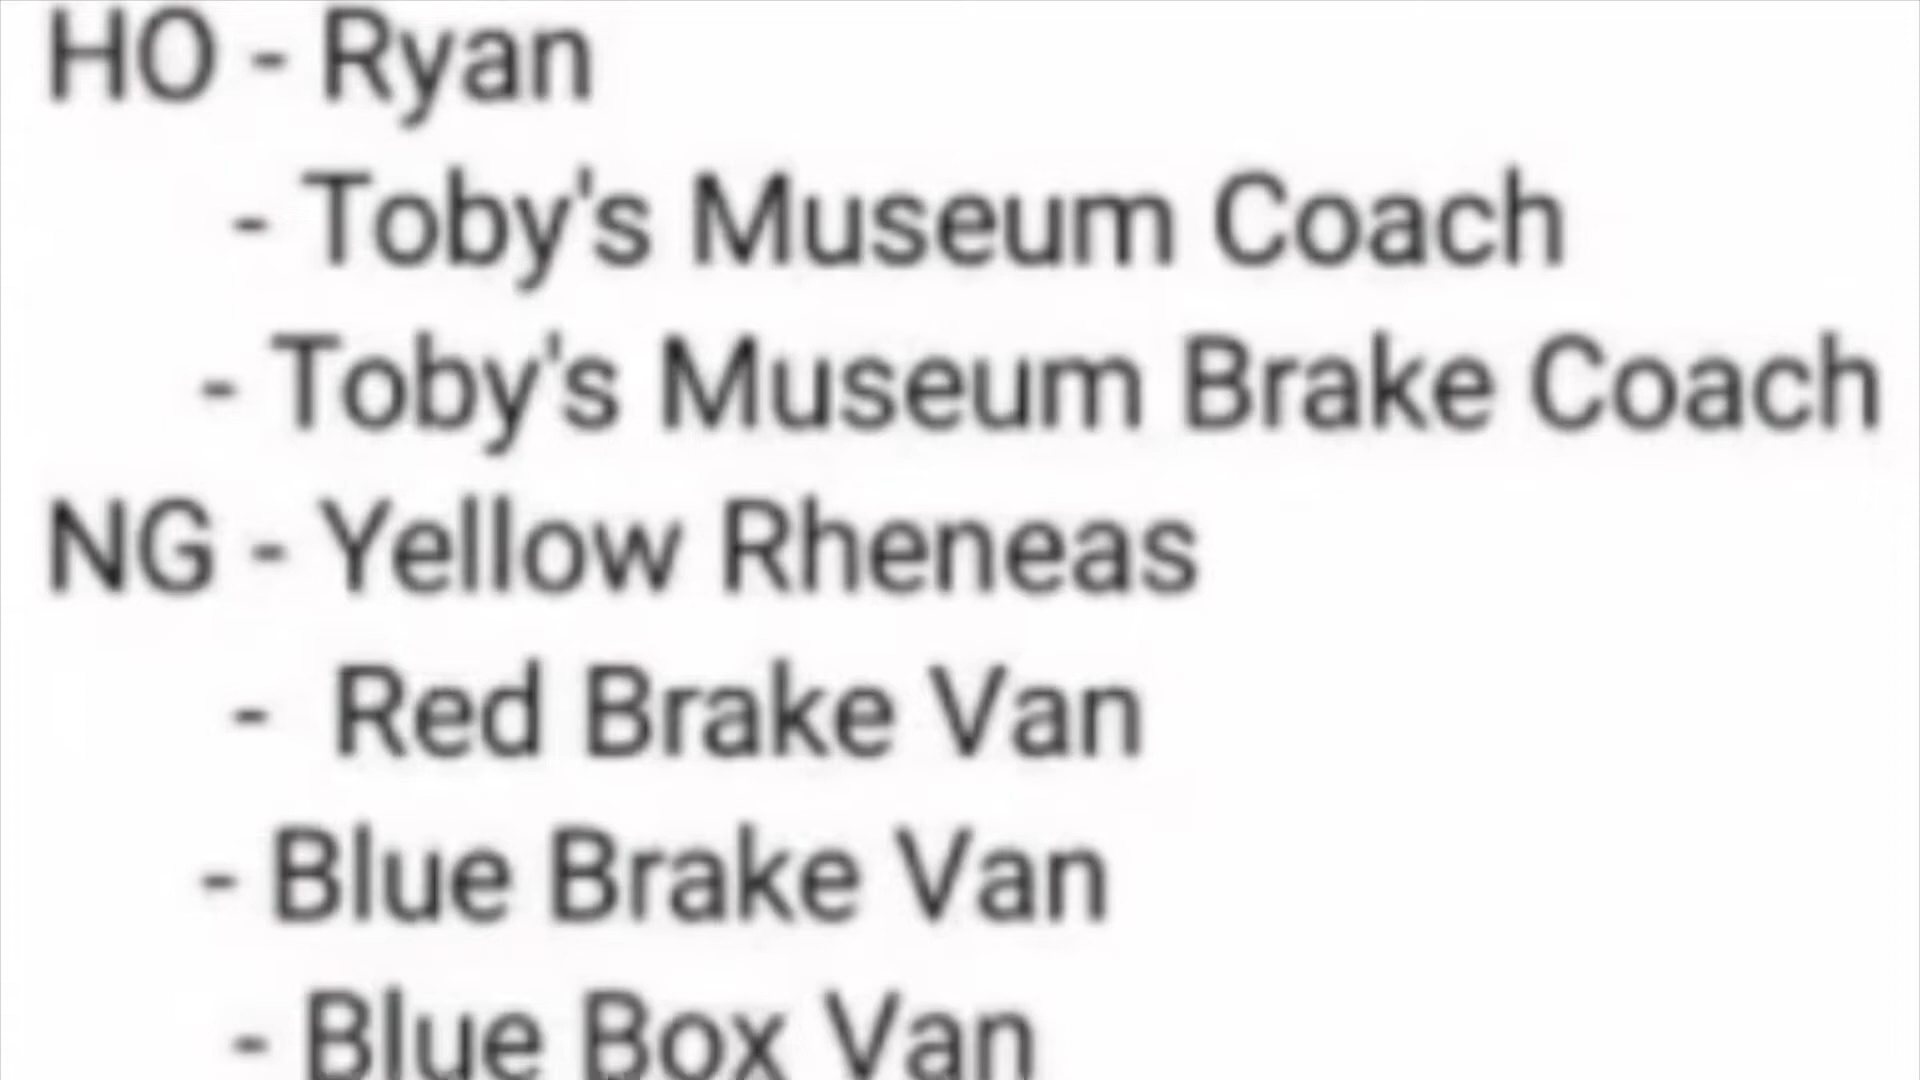 HO - Ryan
- Toby's Museum Coach
- Toby's Museum Brake Coach
NG - Yellow Rheneas
- Red Brake Van
- Blue Brake Van
- Blue Box Van